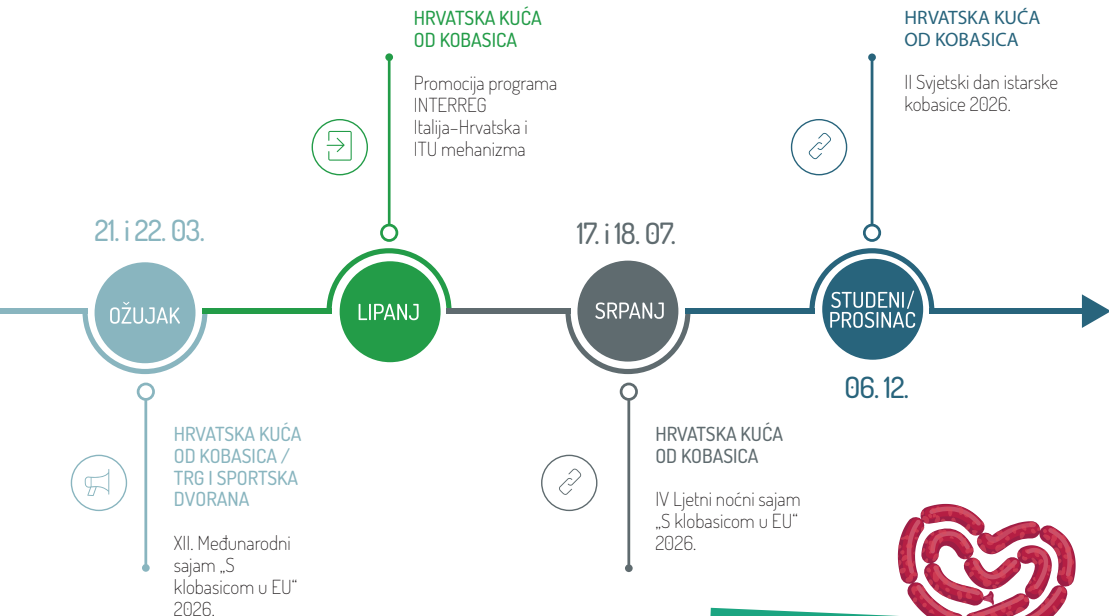 HRVATSKA KUĆA
OD KOBASICA
Promocija programa
INTERREG
Italija–Hrvatska i
ITU mehanizma
HRVATSKA KUĆA
OD KOBASICA
II Svjetski dan istarske
kobasice 2026.
21. i 22. 03.
17. i 18. 07.
OŽUJAK
LIPANJ
SRPANJ
STUDENI/
PROSINAC
06. 12.
HRVATSKA KUĆA
OD KOBASICA /
TRG I SPORTSKA
DVORANA
XII. Međunarodni
sajam „S
klobasicom u EU“
2026.
HRVATSKA KUĆA
OD KOBASICA
IV Ljetni noćni sajam
„S klobasicom u EU“
2026.